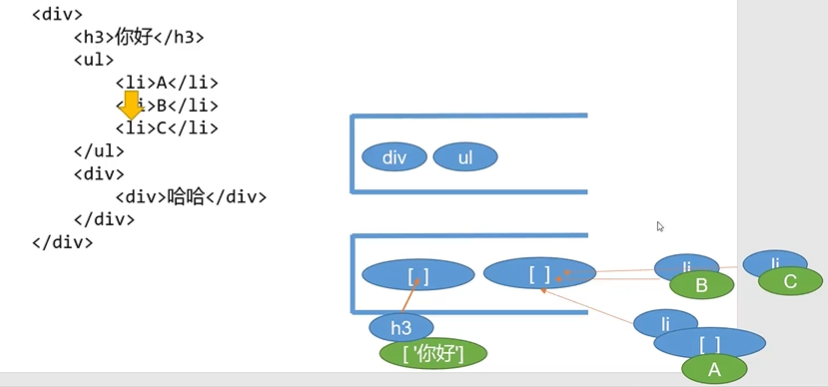 <div>
<h3>你好</h3>
<ul>
<li>A</li>
<li>B</li>
<li>C</li>
</ul>
<div>
<div>哈哈</div>
</div>
</div>
div ul
[ ] [ ]
li B
li C
h3
['你好']
li
[ ]
A